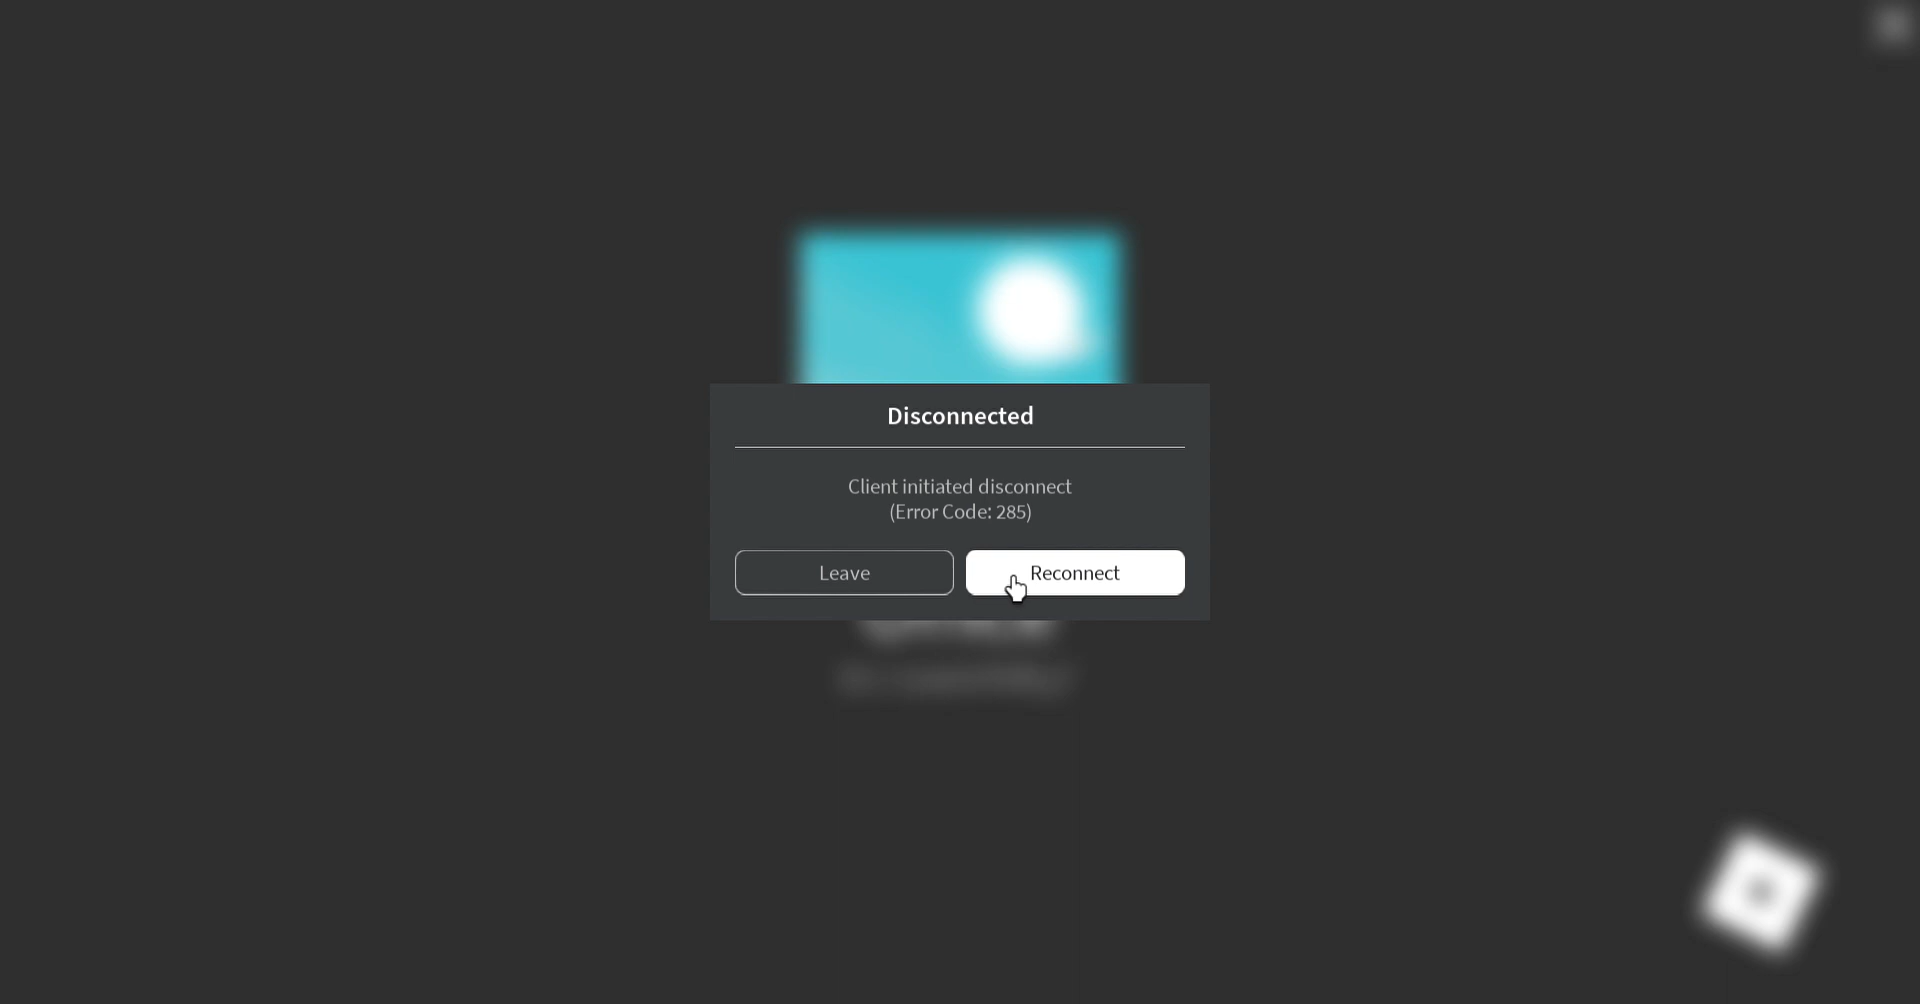 Disconnected
Client initiated disconnect
(Error Code: 285)
Leave
Reconnect